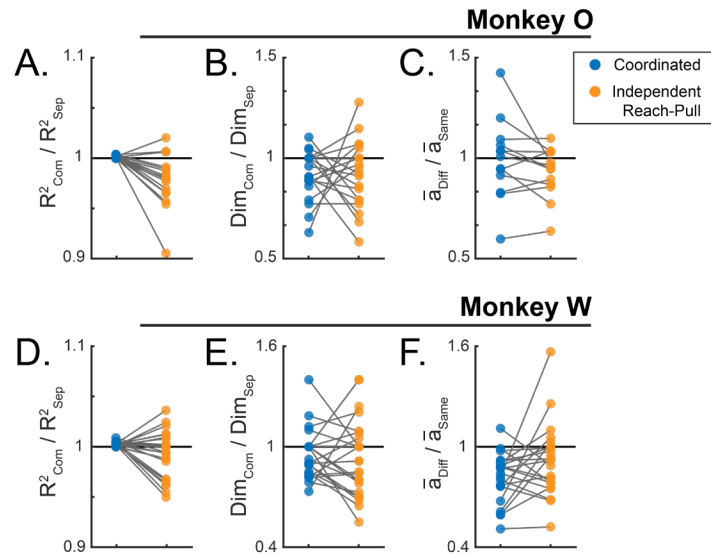 Monkey O
A.
B.
C.
1.1
1
0.9
R²Com / R²Sep
1.5
1
0.5
DimCom / DimSep
1.5
1
0.5
āDiff / āSame
Coordinated
Independent
Reach-Pull
Monkey W
D.
E.
F.
1.1
1
0.9
R²Com / R²Sep
1.6
1
0.4
DimCom / DimSep
1.6
1
0.4
āDiff / āSame